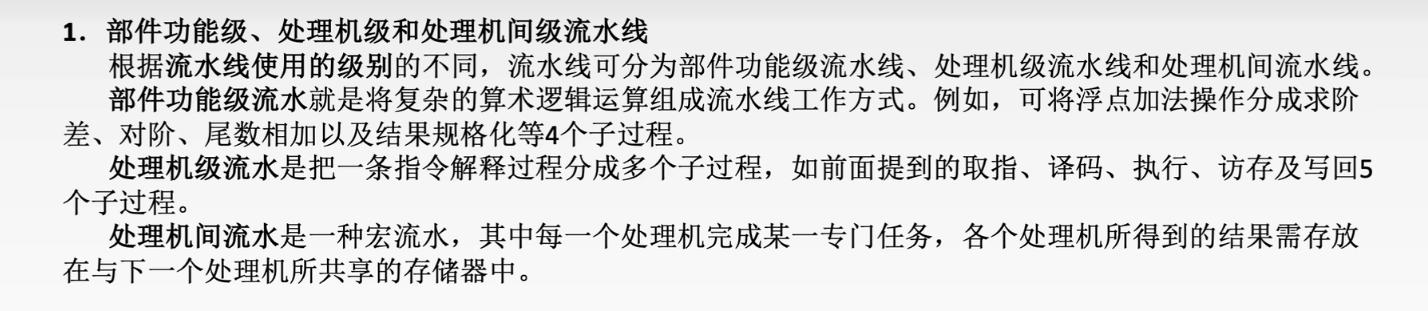 1. 部件功能级、处理机级和处理机间级流水线
根据流水线使用的级别的不同，流水线可分为部件功能级流水线、处理机级流水线和处理机间流水线。
部件功能级流水就是将复杂的算术逻辑运算组成流水线工作方式。例如，可将浮点加法操作分成求阶
差、对阶、尾数相加以及结果规格化等4个子过程。
处理机级流水是把一条指令解释过程分成多个子过程，如前面提到的取指、译码、执行、访存及写回5
个子过程。
处理机间流水是一种宏流水，其中每一个处理机完成某一专门任务，各个处理机所得到的结果需存放
在与下一个处理机所共享的存储器中。